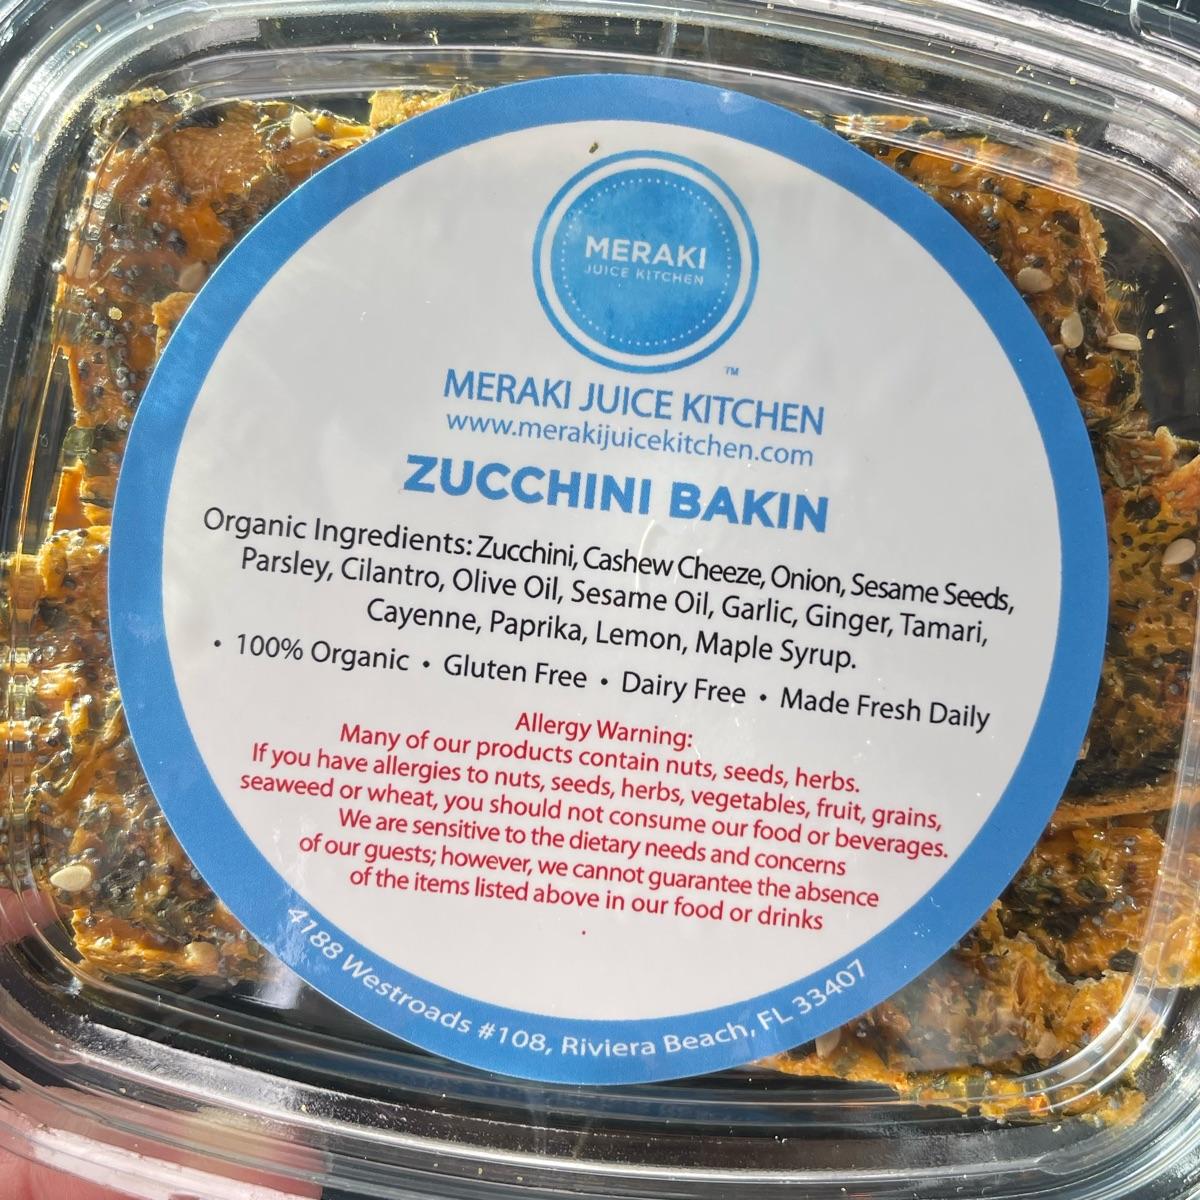 MERAKI
JUICE KITCHEN
TM
MERAKI JUICE KITCHEN
www.merakijuicekitchen.com
ZUCCHINI BAKIN
Organic Ingredients: Zucchini, Cashew Cheeze, Onion, Sesame Seeds,
Parsley, Cilantro, Olive Oil, Sesame Oil, Garlic, Ginger, Tamari,
Cayenne, Paprika, Lemon, Maple Syrup.
• 100% Organic • Gluten Free • Dairy Free • Made Fresh Daily
Allergy Warning:
Many of our products contain nuts, seeds, herbs.
If you have allergies to nuts, seeds, herbs, vegetables, fruit, grains,
seaweed or wheat, you should not consume our food or beverages.
We are sensitive to the dietary needs and concerns
of our guests; however, we cannot guarantee the absence
of the items listed above in our food or drinks
.
4188 Westroads #108, Riviera Beach, FL 33407